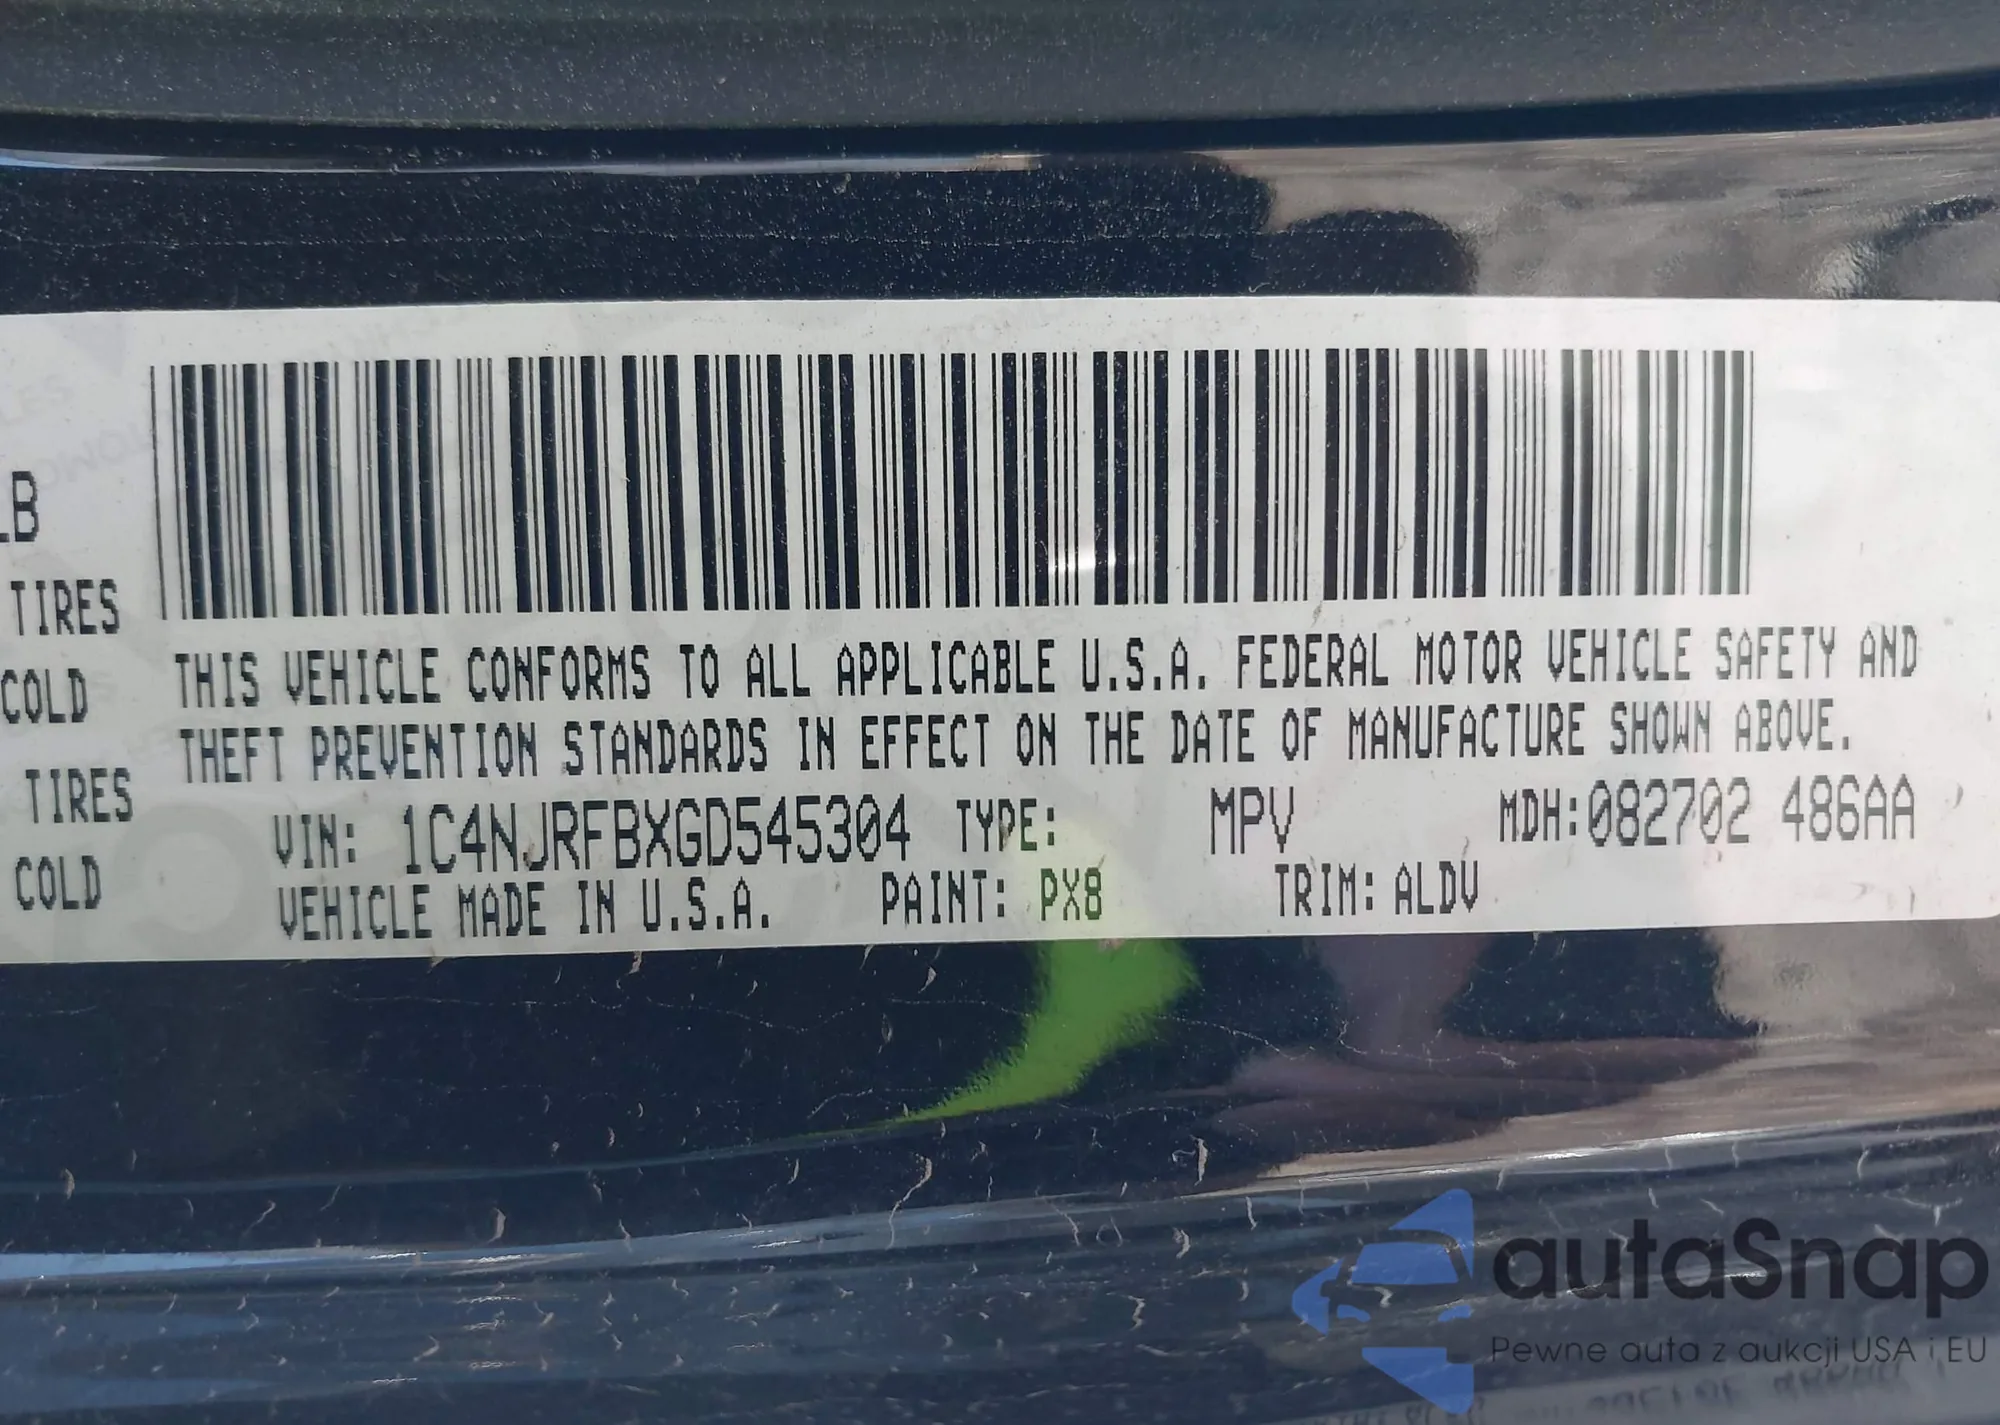 LB
TIRES
COLD
TIRES
COLD
THIS VEHICLE CONFORMS TO ALL APPLICABLE U.S.A. FEDERAL MOTOR VEHICLE SAFETY AND
THEFT PREVENTION STANDARDS IN EFFECT ON THE DATE OF MANUFACTURE SHOWN ABOVE.
VIN: 1C4NJRFBXGD545304 TYPE: MPV MDH:082702 486AA
VEHICLE MADE IN U.S.A. PAINT: PX8 TRIM: ALDV
autaSnap
Pewne auta z aukcji USA i EU